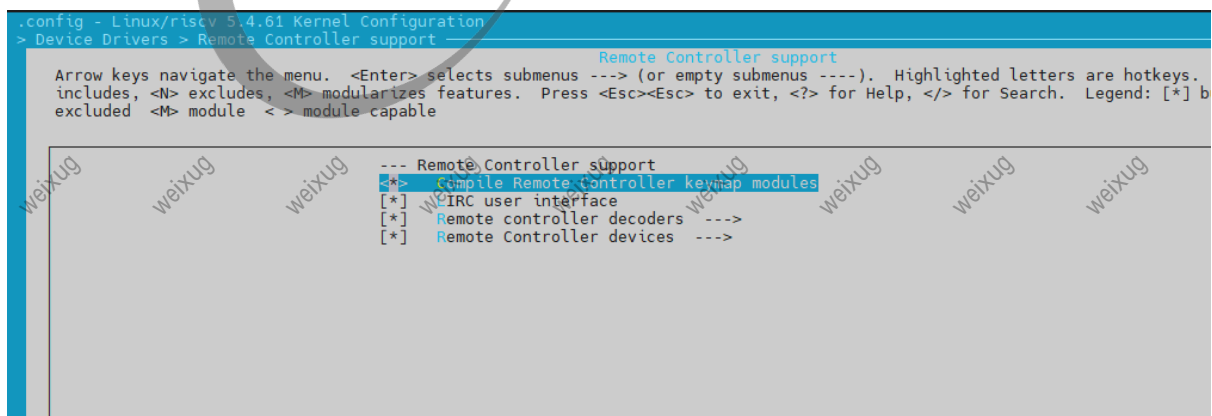 .config - Linux/riscv 5.4.61 Kernel Configuration
> Device Drivers > Remote Controller support
Remote Controller support
Arrow keys navigate the menu. <Enter> selects submenus ---> (or empty submenus ----). Highlighted letters are hotkeys.
includes, <N> excludes, <M> modularizes features. Press <Esc><Esc> to exit, <?> for Help, </> for Search. Legend: [*] b
excluded <M> module < > module capable
--- Remote Controller support
<*> Compile Remote controller keymap modules
[*] LIRC user interface
[*] Remote controller decoders --->
[*] Remote Controller devices --->
weixug weixug weixug weixug weixug weixug weixug weixug weixug